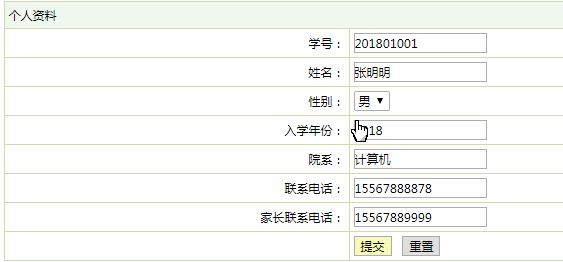 个人资料
学号： 201801001
姓名： 张明明
性别： 男
入学年份： 18
院系： 计算机
联系电话： 15567888878
家长联系电话： 15567889999
提交 重置